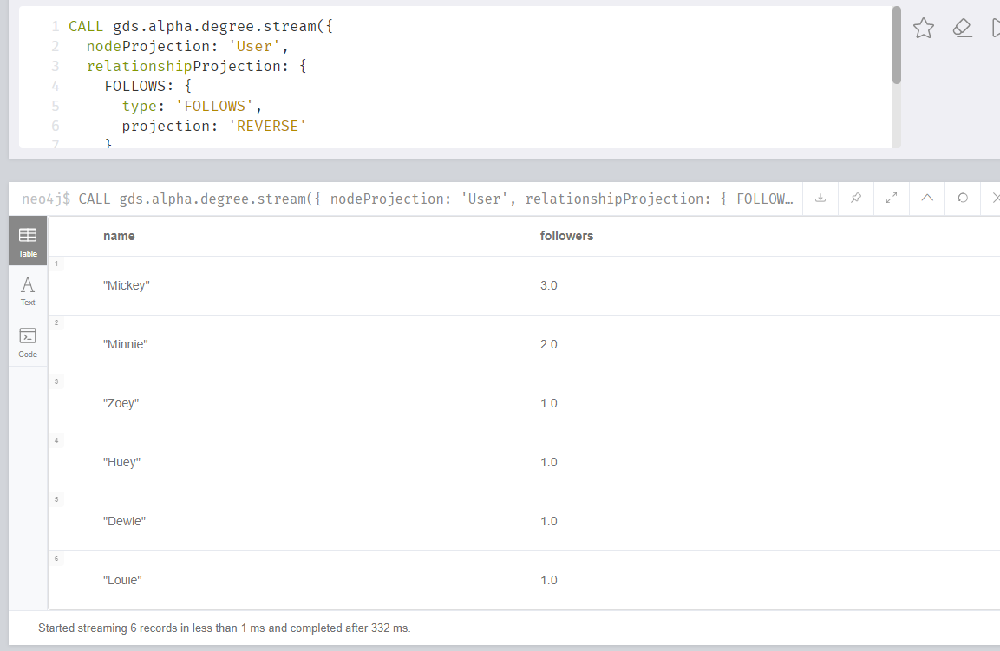 1 CALL gds.alpha.degree.stream({
2 nodeProjection: 'User',
3 relationshipProjection: {
4 FOLLOWS: {
5 type: 'FOLLOWS',
6 projection: 'REVERSE'
7 }
neo4j$ CALL gds.alpha.degree.stream({ nodeProjection: 'User', relationshipProjection: { FOLLOW…
Table
Text
Code
name followers
1
"Mickey" 3.0
2
"Minnie" 2.0
3
"Zoey" 1.0
4
"Huey" 1.0
5
"Dewie" 1.0
6
"Louie" 1.0
Started streaming 6 records in less than 1 ms and completed after 332 ms.